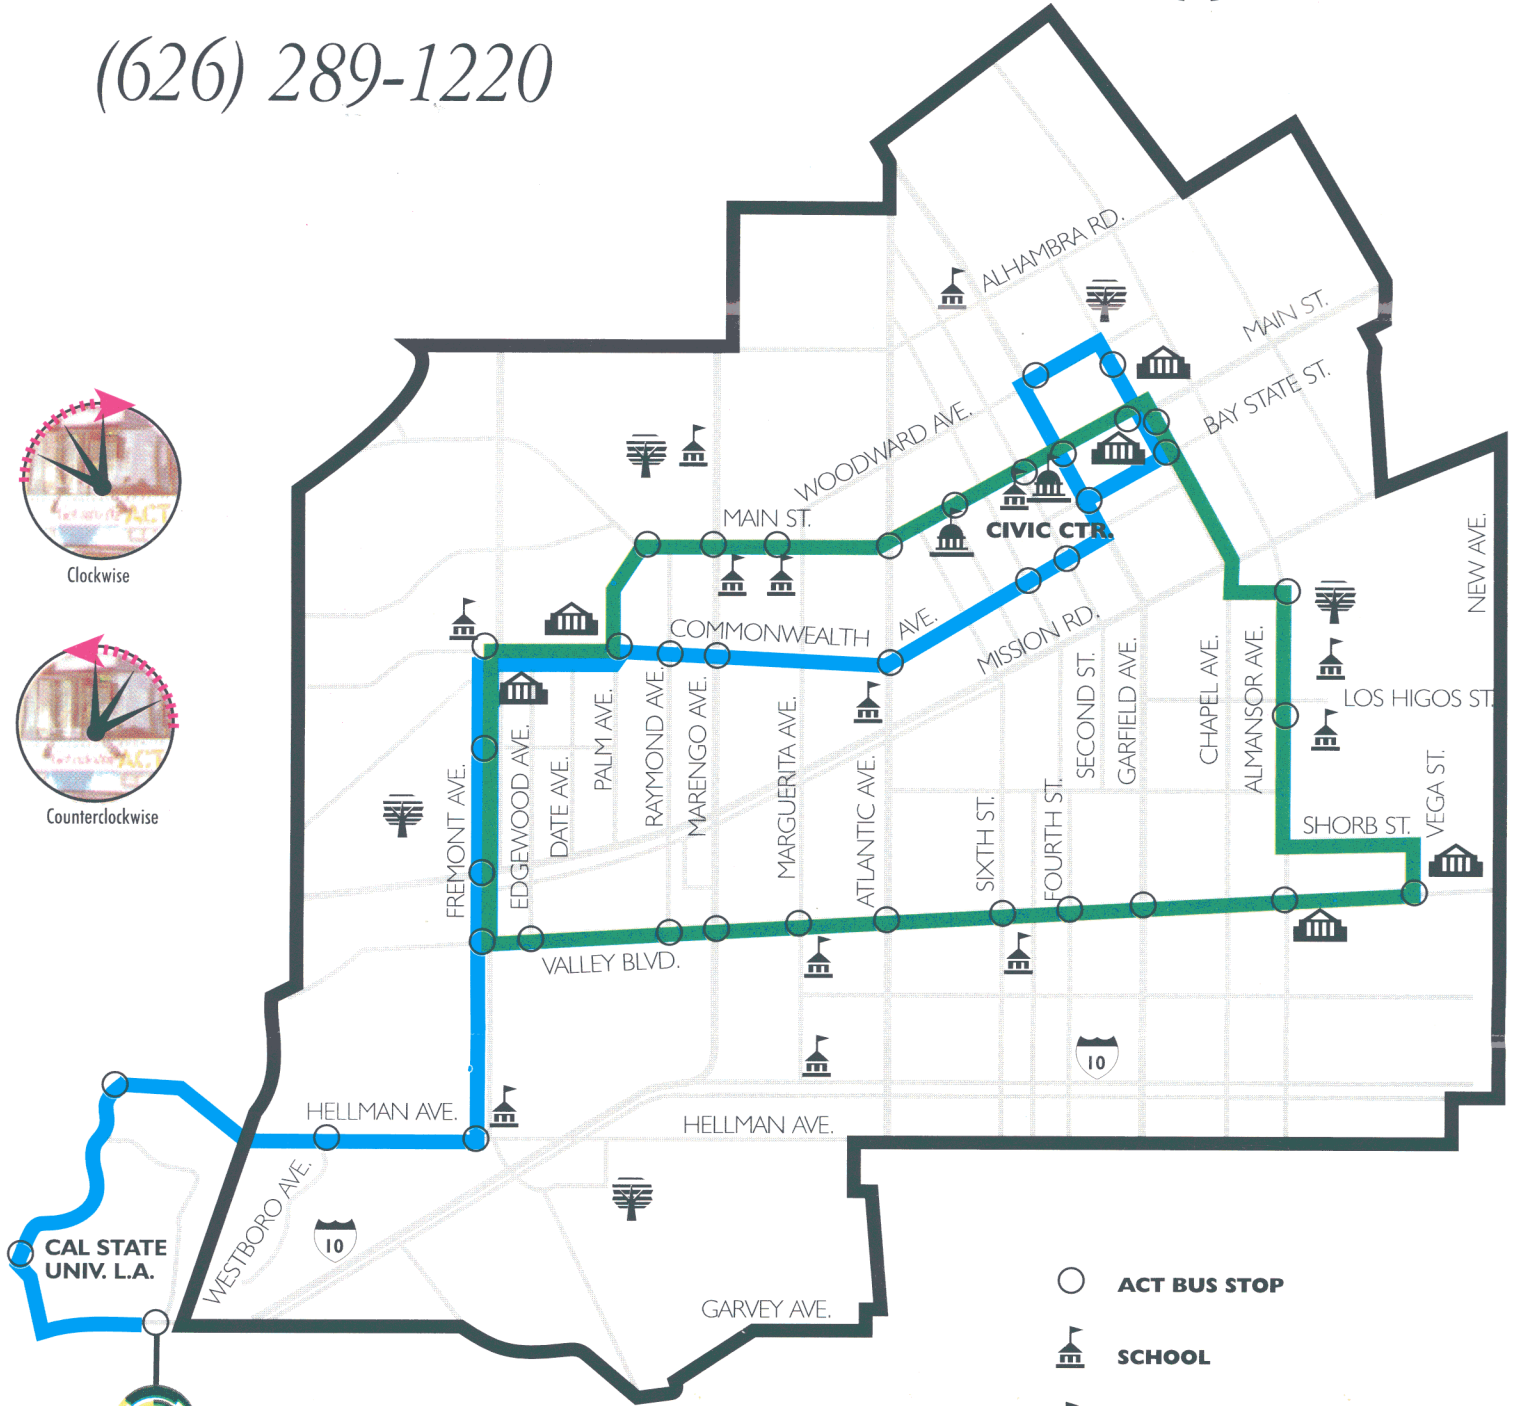 (626) 289-1220
ALHAMBRA RD.
MAIN ST.
BAY STATE ST.
WOODWARD AVE.
MAIN ST.
CIVIC CTR.
NEW AVE.
Clockwise
COMMONWEALTH AVE.
MISSION RD.
SECOND ST.
GARFIELD AVE.
CHAPEL AVE.
ALMANSOR AVE.
LOS HIGOS ST.
Counterclockwise
FREMONT AVE.
EDGEWOOD AVE.
DATE AVE.
PALM AVE.
RAYMOND AVE.
MARENGO AVE.
MARGUERITA AVE.
ATLANTIC AVE.
SIXTH ST.
FOURTH ST.
SHORB ST.
VEGA ST.
VALLEY BLVD.
10
HELLMAN AVE.
HELLMAN AVE.
WESTBORO AVE.
10
CAL STATE
UNIV. L.A.
GARVEY AVE.
ACT BUS STOP
SCHOOL